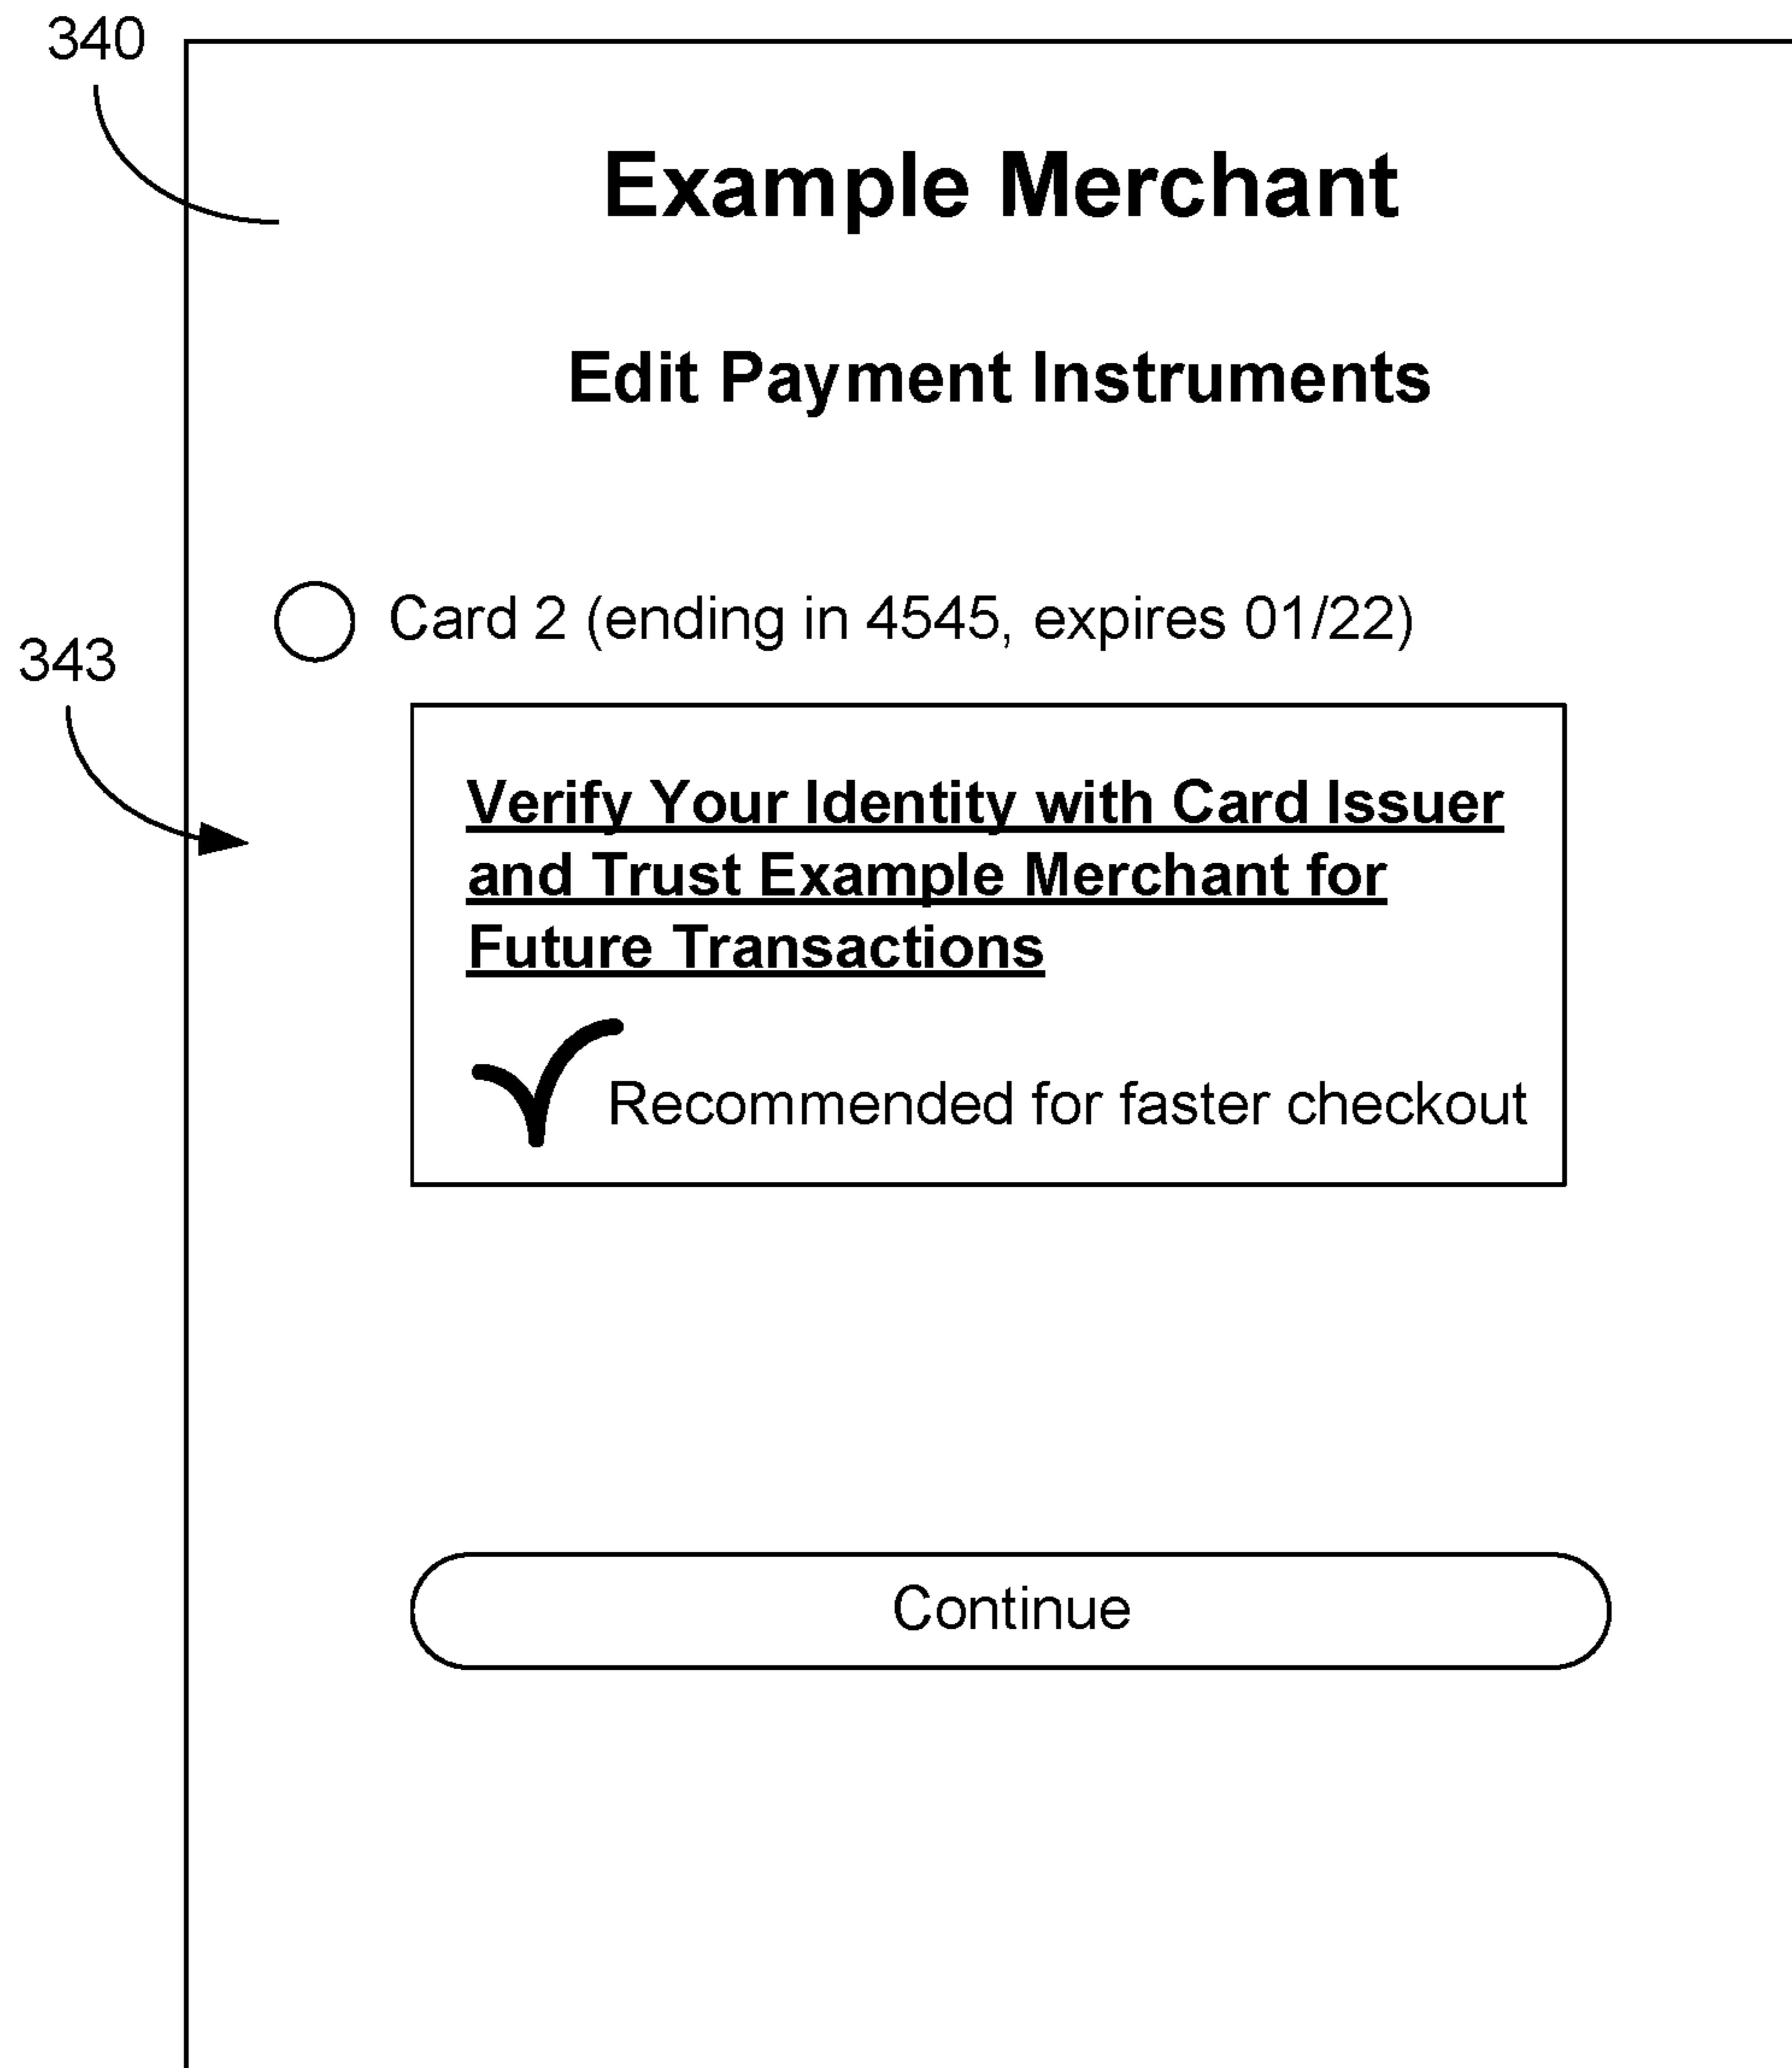 340
Example Merchant
Edit Payment Instruments
Card 2 (ending in 4545, expires 01/22)
343
Verify Your Identity with Card Issuer
and Trust Example Merchant for
Future Transactions
Recommended for faster checkout
Continue